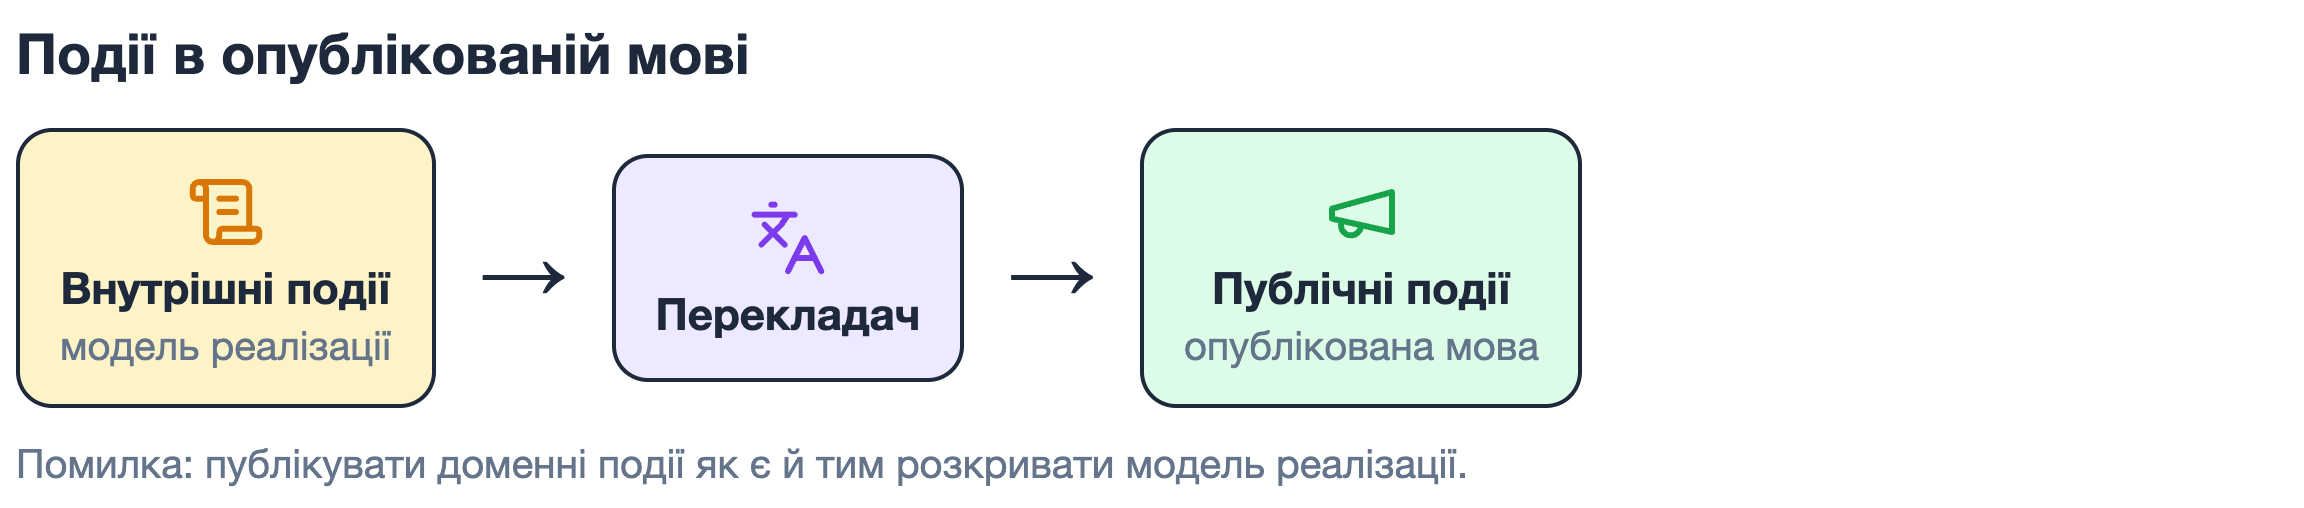 Події в опублікованій мові
Внутрішні події
модель реалізації
Перекладач
Публічні події
опублікована мова
Помилка: публікувати доменні події як є й тим розкривати модель реалізації.